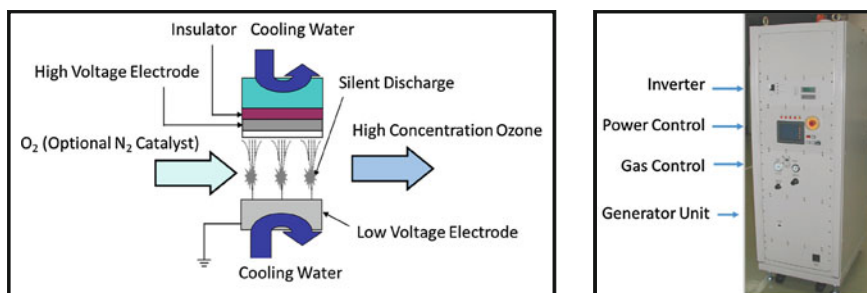 Insulator
Cooling Water
High Voltage Electrode
Silent Discharge
O₂ (Optional N₂ Catalyst)
High Concentration Ozone
Low Voltage Electrode
Cooling Water
Inverter
Power Control
Gas Control
Generator Unit